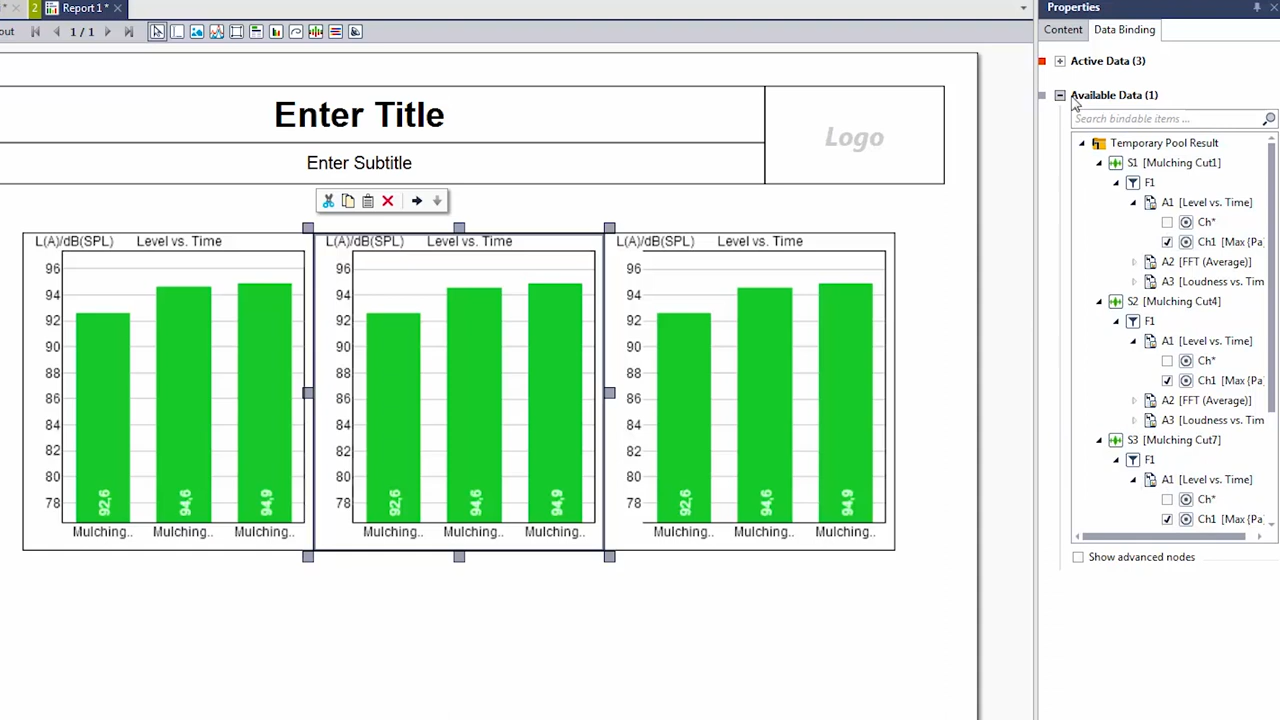 2 Report 1 * ×
Properties
out 1 / 1
Content Data Binding
Active Data (3)
Available Data (1)
Search bindable items ...
Temporary Pool Result
S1 [Mulching Cut1]
F1
A1 [Level vs. Time]
Ch*
Ch1 [Max {Pa
A2 [FFT (Average)]
A3 [Loudness vs. Tim
S2 [Mulching Cut4]
F1
A1 [Level vs. Time]
Ch*
Ch1 [Max {Pa
A2 [FFT (Average)]
A3 [Loudness vs. Tim
S3 [Mulching Cut7]
F1
A1 [Level vs. Time]
Ch*
Ch1 [Max {Pa
Show advanced nodes
Enter Title
Logo
Enter Subtitle
L(A)/dB(SPL) Level vs. Time
96
94
92
90
88
86
84
82
80
78
92,6 94,6 94,9
Mulching.. Mulching.. Mulching..
L(A)/dB(SPL) Level vs. Time
96
94
92
90
88
86
84
82
80
78
92,6 94,6 94,9
Mulching.. Mulching.. Mulching..
L(A)/dB(SPL) Level vs. Time
96
94
92
90
88
86
84
82
80
78
92,6 94,6 94,9
Mulching.. Mulching.. Mulching..